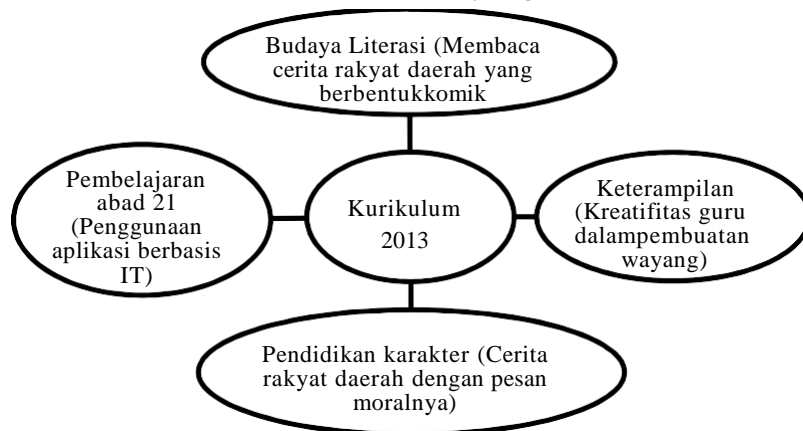 Budaya Literasi (Membaca
cerita rakyat daerah yang
berbentukkomik
Pembelajaran
abad 21
(Penggunaan
aplikasi berbasis
IT)
Kurikulum
2013
Keterampilan
(Kreatifitas guru
dalampembuatan
wayang)
Pendidikan karakter (Cerita
rakyat daerah dengan pesan
moralnya)